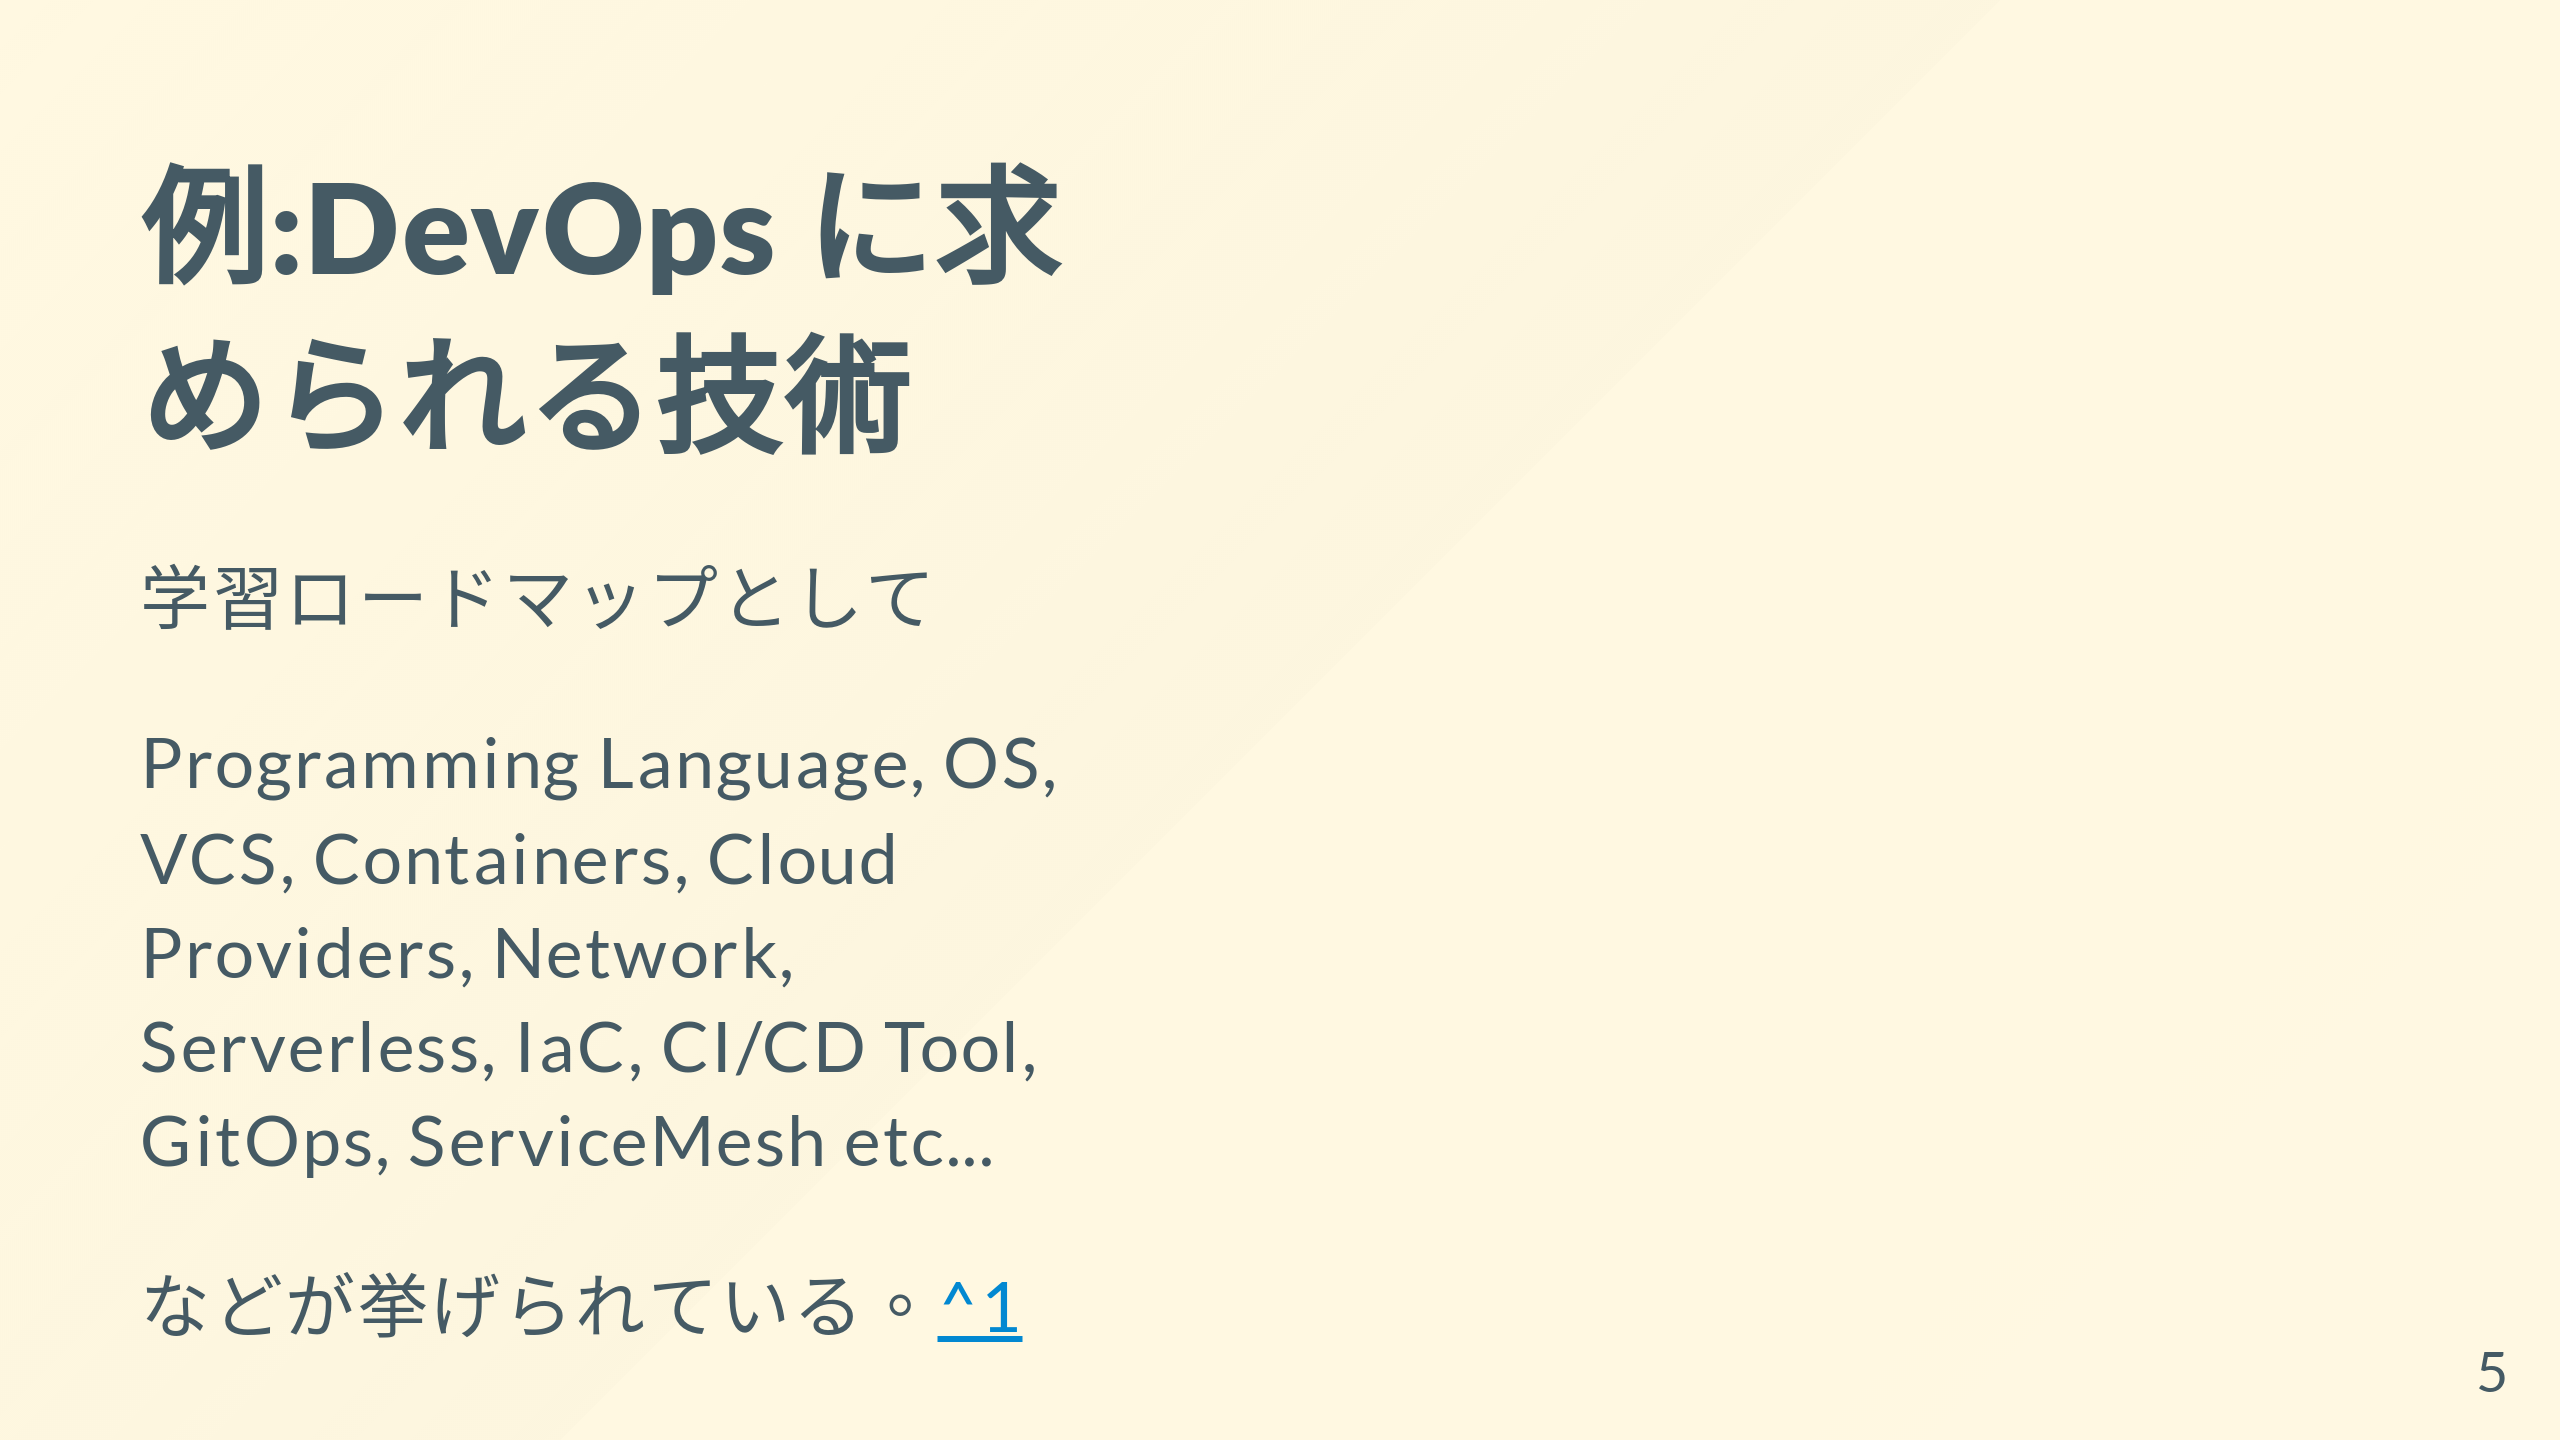 例:DevOps に求
められる技術
学習ロードマップとして
Programming Language, OS,
VCS, Containers, Cloud
Providers, Network,
Serverless, IaC, CI/CD Tool,
GitOps, ServiceMesh etc...
などが挙げられている。^1
5